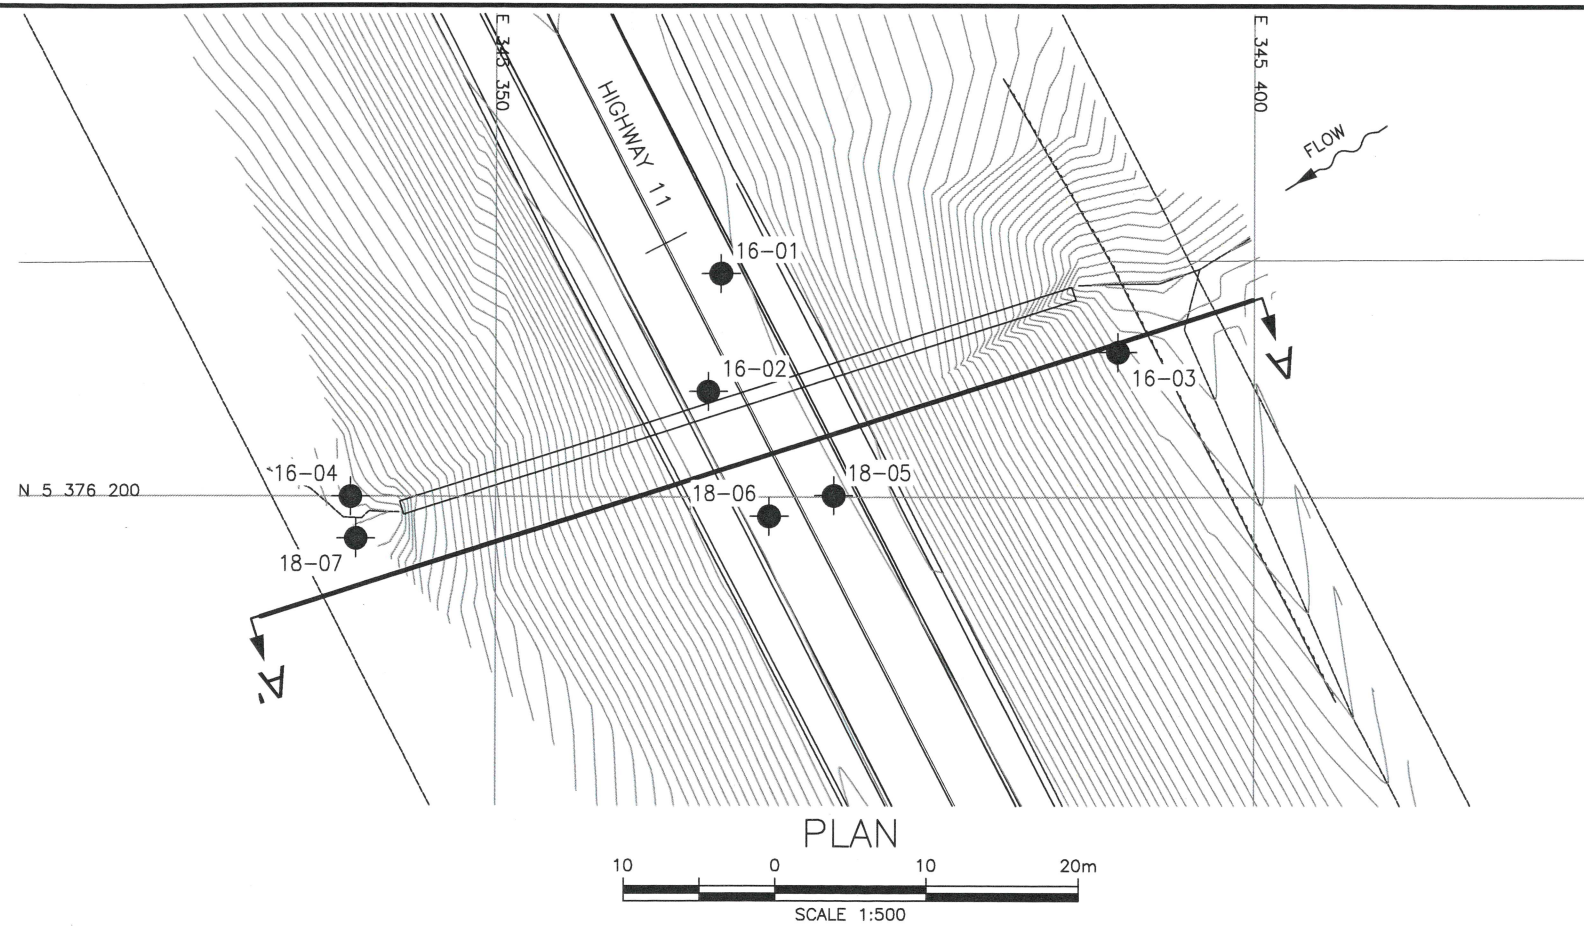 E 345 350
E 345 400
HIGHWAY 11
FLOW
16-01
16-02
16-03
A
16-04
N 5 376 200
18-05
18-06
18-07
A'
PLAN
10 0 10 20m
SCALE 1:500